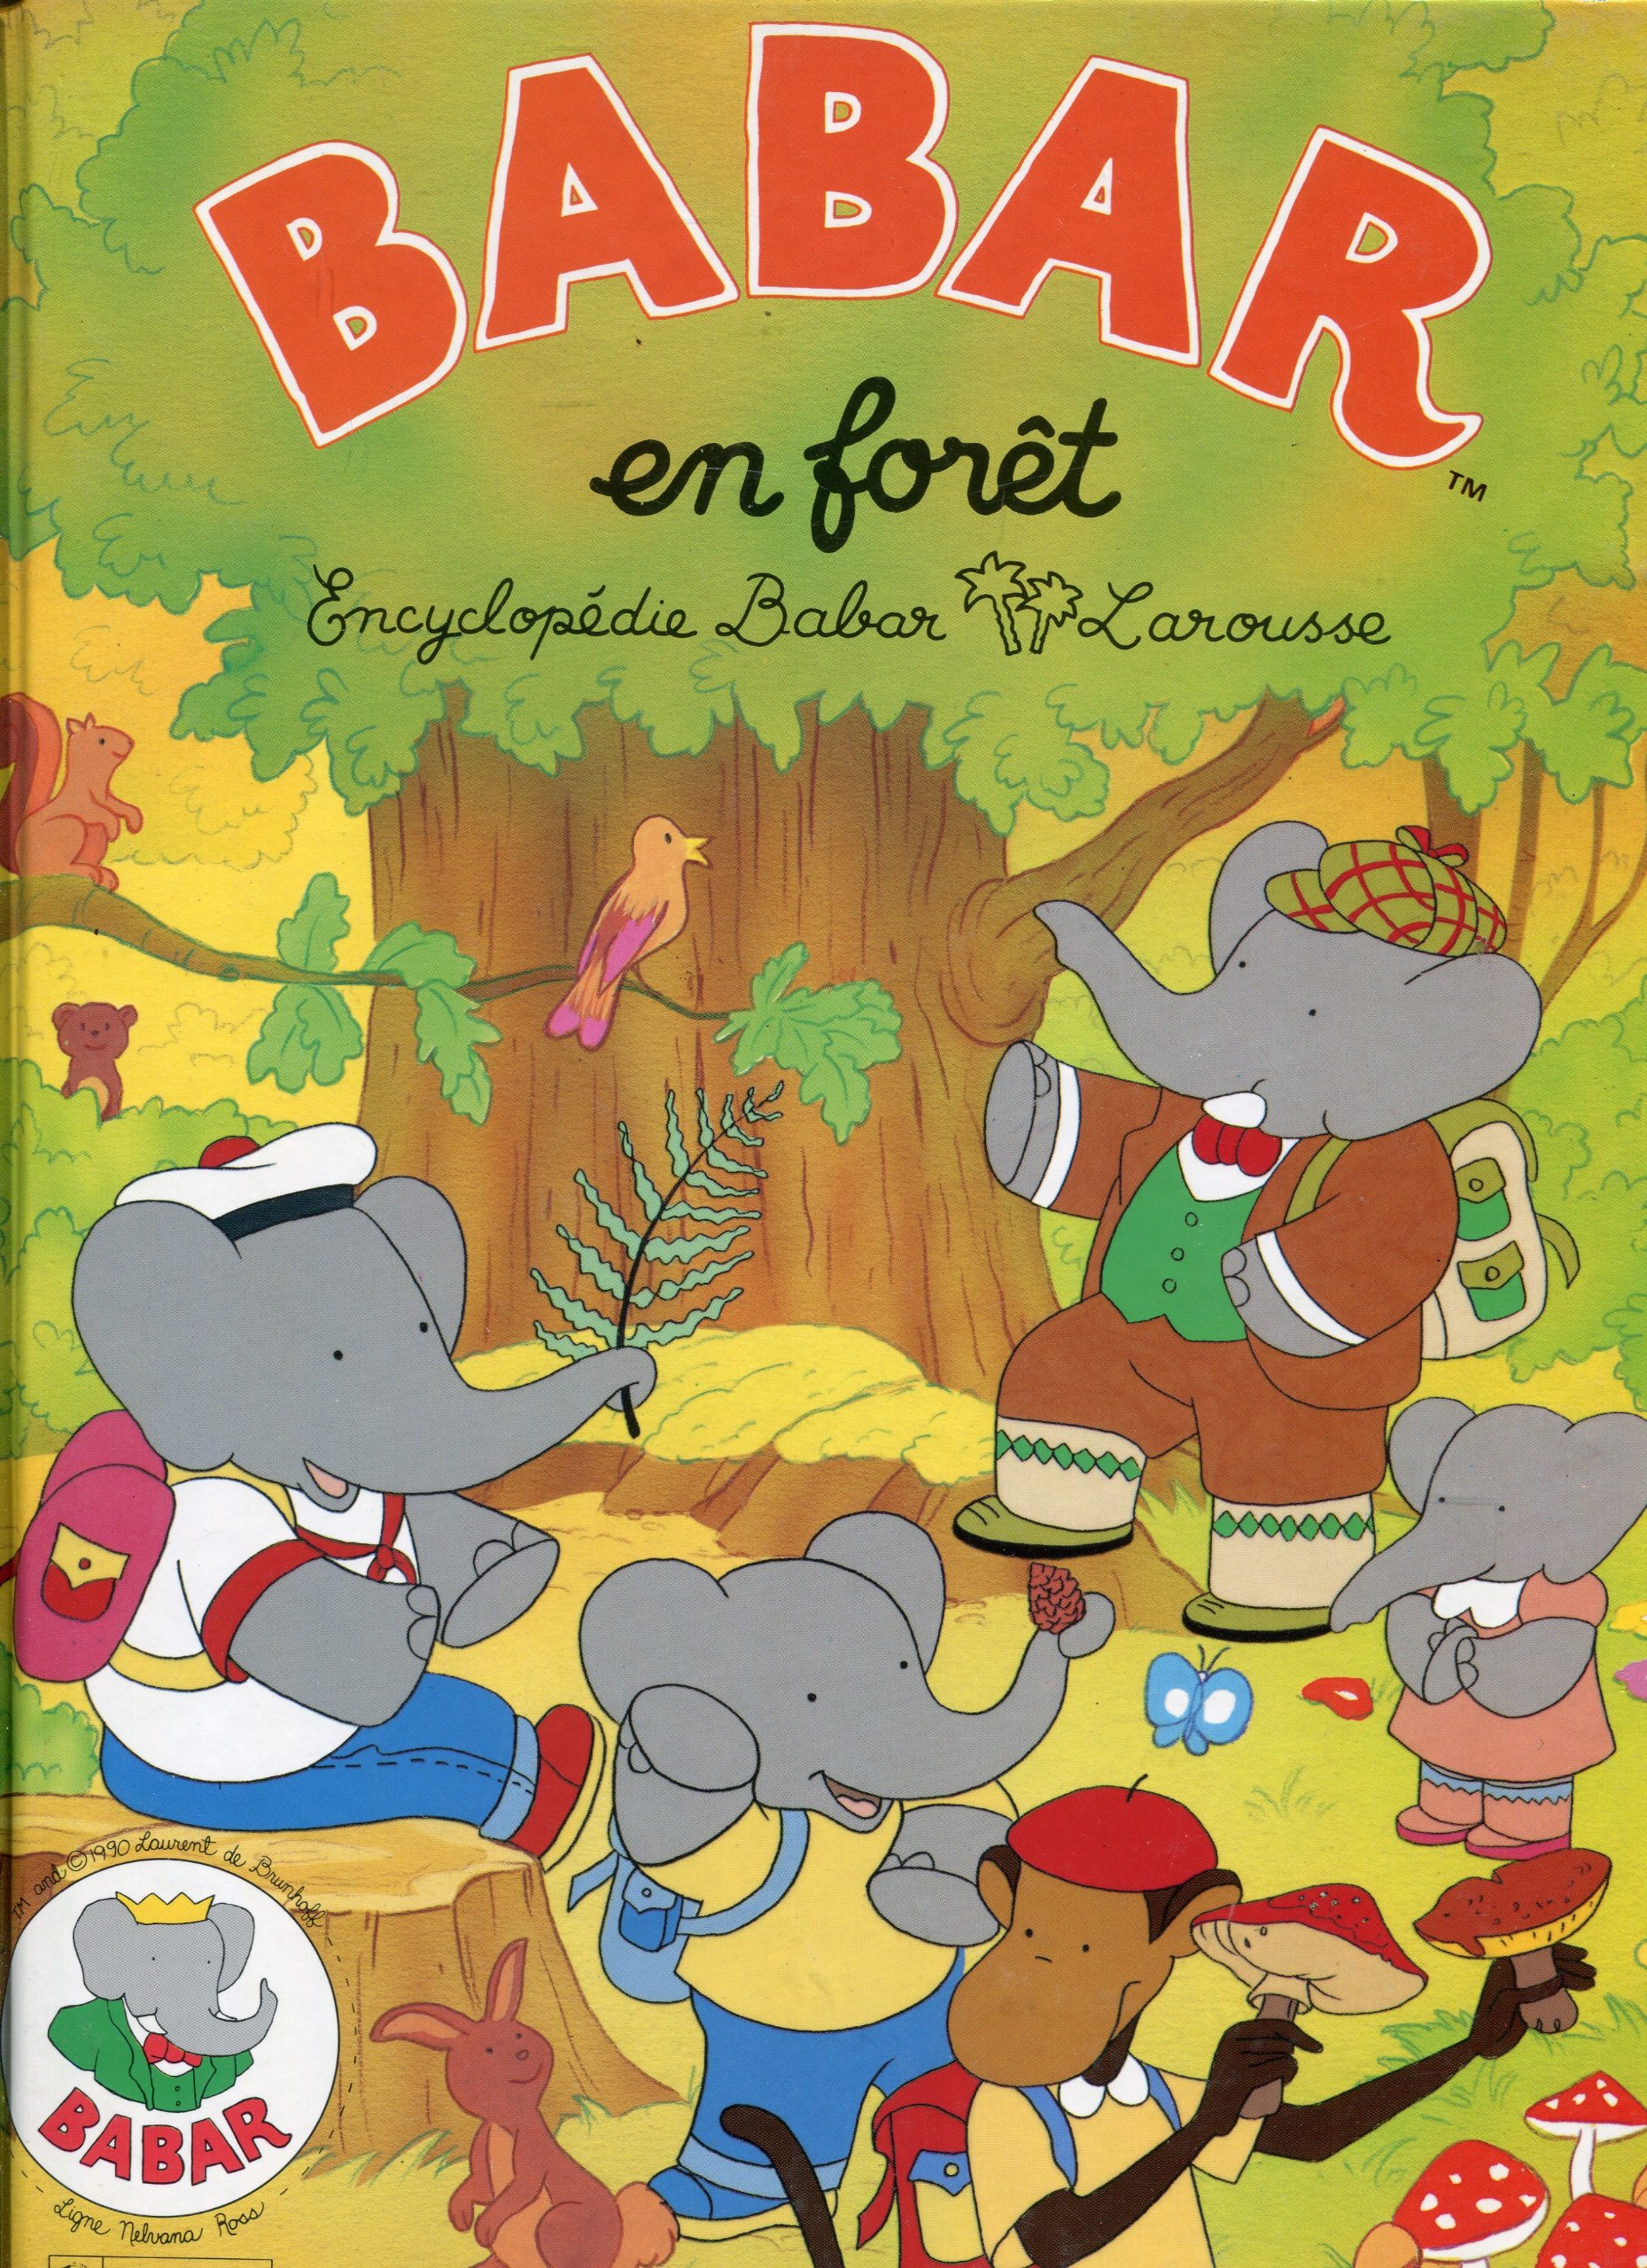 BABAR
TM
en forêt
Encyclopédie Babar Larousse
TM and ©1990 Laurent de Brunhoff
BABAR
Ligne Nelvana Ross